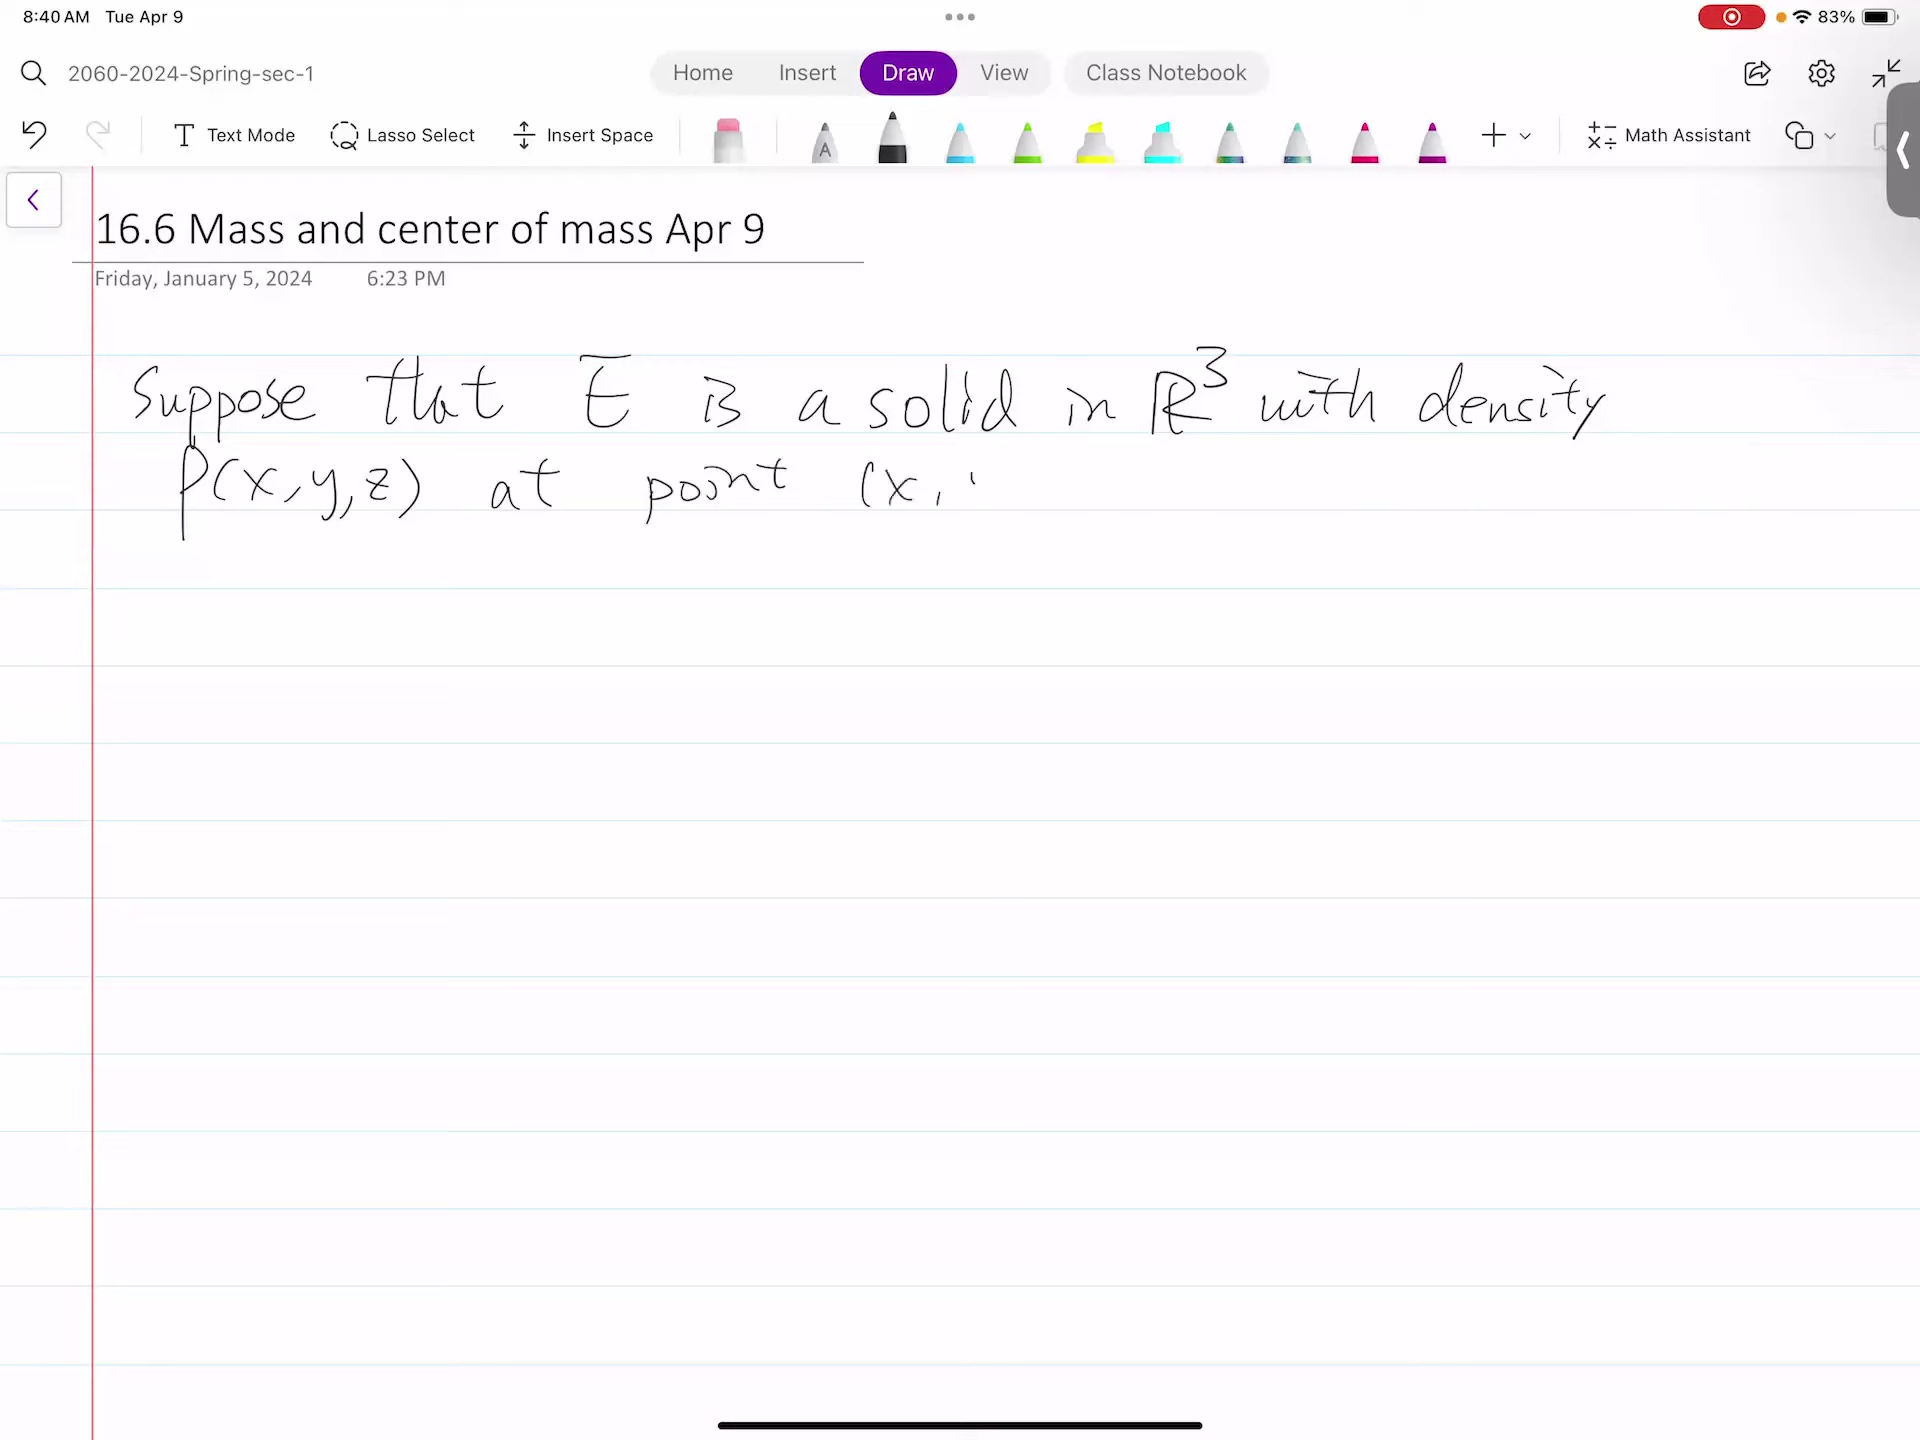 8:40 AM Tue Apr 9
83%
2060-2024-Spring-sec-1
Home Insert Draw View Class Notebook
Text Mode Lasso Select Insert Space A Math Assistant
16.6 Mass and center of mass Apr 9
Friday, January 5, 2024 6:23 PM
Suppose that E is a solid in ℝ³ with density
ρ(x,y,z) at point (x,